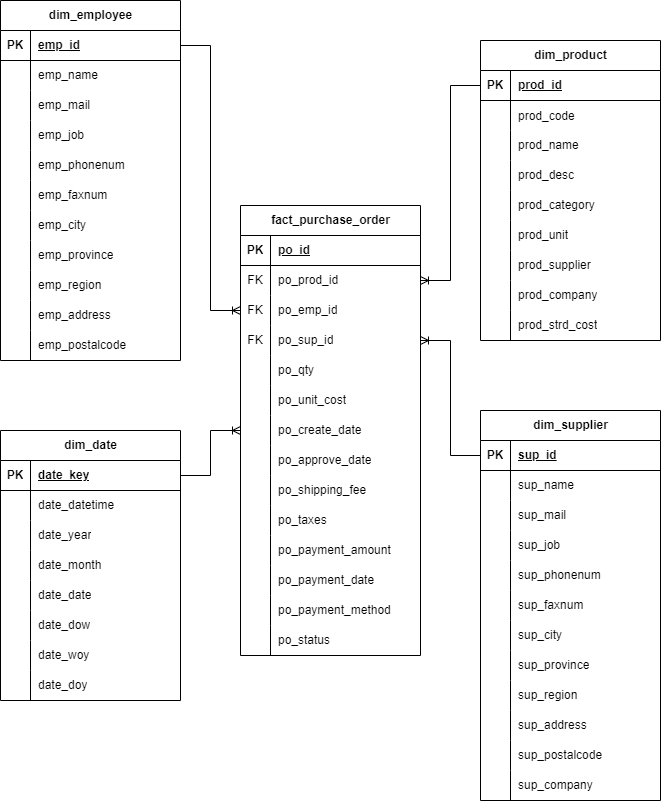 dim_employee
PK emp_id
emp_name
emp_mail
emp_job
emp_phonenum
emp_faxnum
emp_city
emp_province
emp_region
emp_address
emp_postalcode
dim_date
PK date_key
date_datetime
date_year
date_month
date_date
date_dow
date_woy
date_doy
fact_purchase_order
PK po_id
FK po_prod_id
FK po_emp_id
FK po_sup_id
po_qty
po_unit_cost
po_create_date
po_approve_date
po_shipping_fee
po_taxes
po_payment_amount
po_payment_date
po_payment_method
po_status
dim_product
PK prod_id
prod_code
prod_name
prod_desc
prod_category
prod_unit
prod_supplier
prod_company
prod_strd_cost
dim_supplier
PK sup_id
sup_name
sup_mail
sup_job
sup_phonenum
sup_faxnum
sup_city
sup_province
sup_region
sup_address
sup_postalcode
sup_company